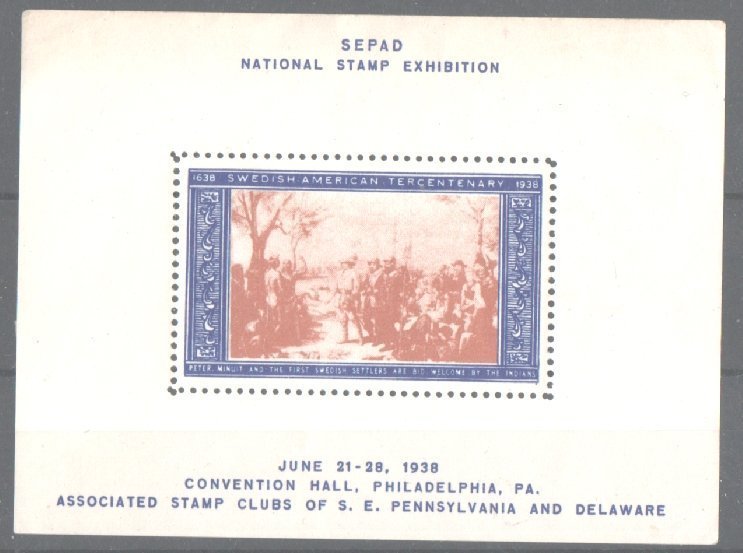 SEPAD
NATIONAL STAMP EXHIBITION
1638 SWEDISH-AMERICAN TERCENTENARY 1938
PETER MINUIT AND THE FIRST SWEDISH SETTLERS ARE BID WELCOME BY THE INDIANS
JUNE 21-28, 1938
CONVENTION HALL, PHILADELPHIA, PA.
ASSOCIATED STAMP CLUBS OF S. E. PENNSYLVANIA AND DELAWARE